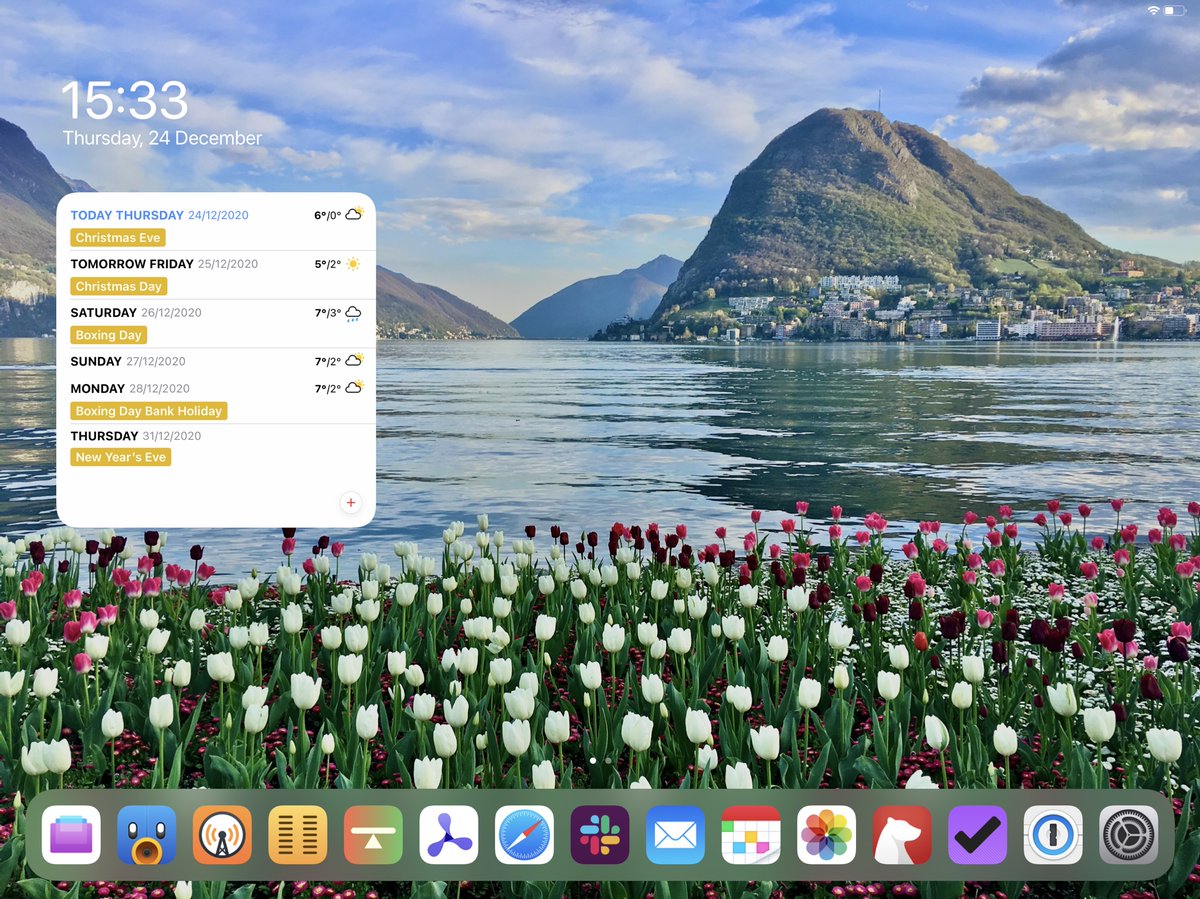 15:33
Thursday, 24 December
TODAY THURSDAY 24/12/2020 6°/0°
Christmas Eve
TOMORROW FRIDAY 25/12/2020 5°/2°
Christmas Day
SATURDAY 26/12/2020 7°/3°
Boxing Day
SUNDAY 27/12/2020 7°/2°
MONDAY 28/12/2020 7°/2°
Boxing Day Bank Holiday
THURSDAY 31/12/2020
New Year's Eve
+